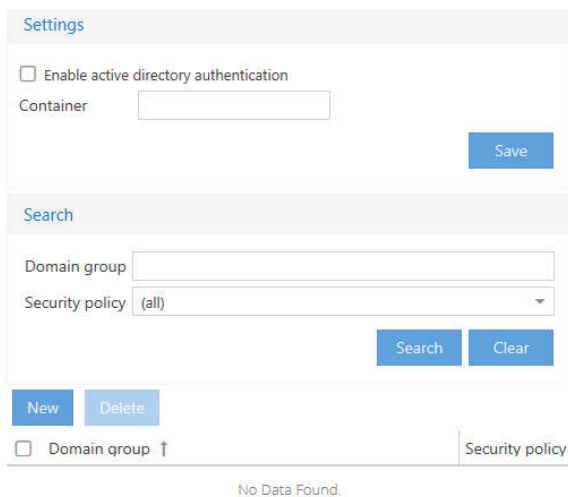 Settings
Enable active directory authentication
Container
Save
Search
Domain group
Security policy (all)
Search Clear
New Delete
Domain group ↑ Security policy
No Data Found.